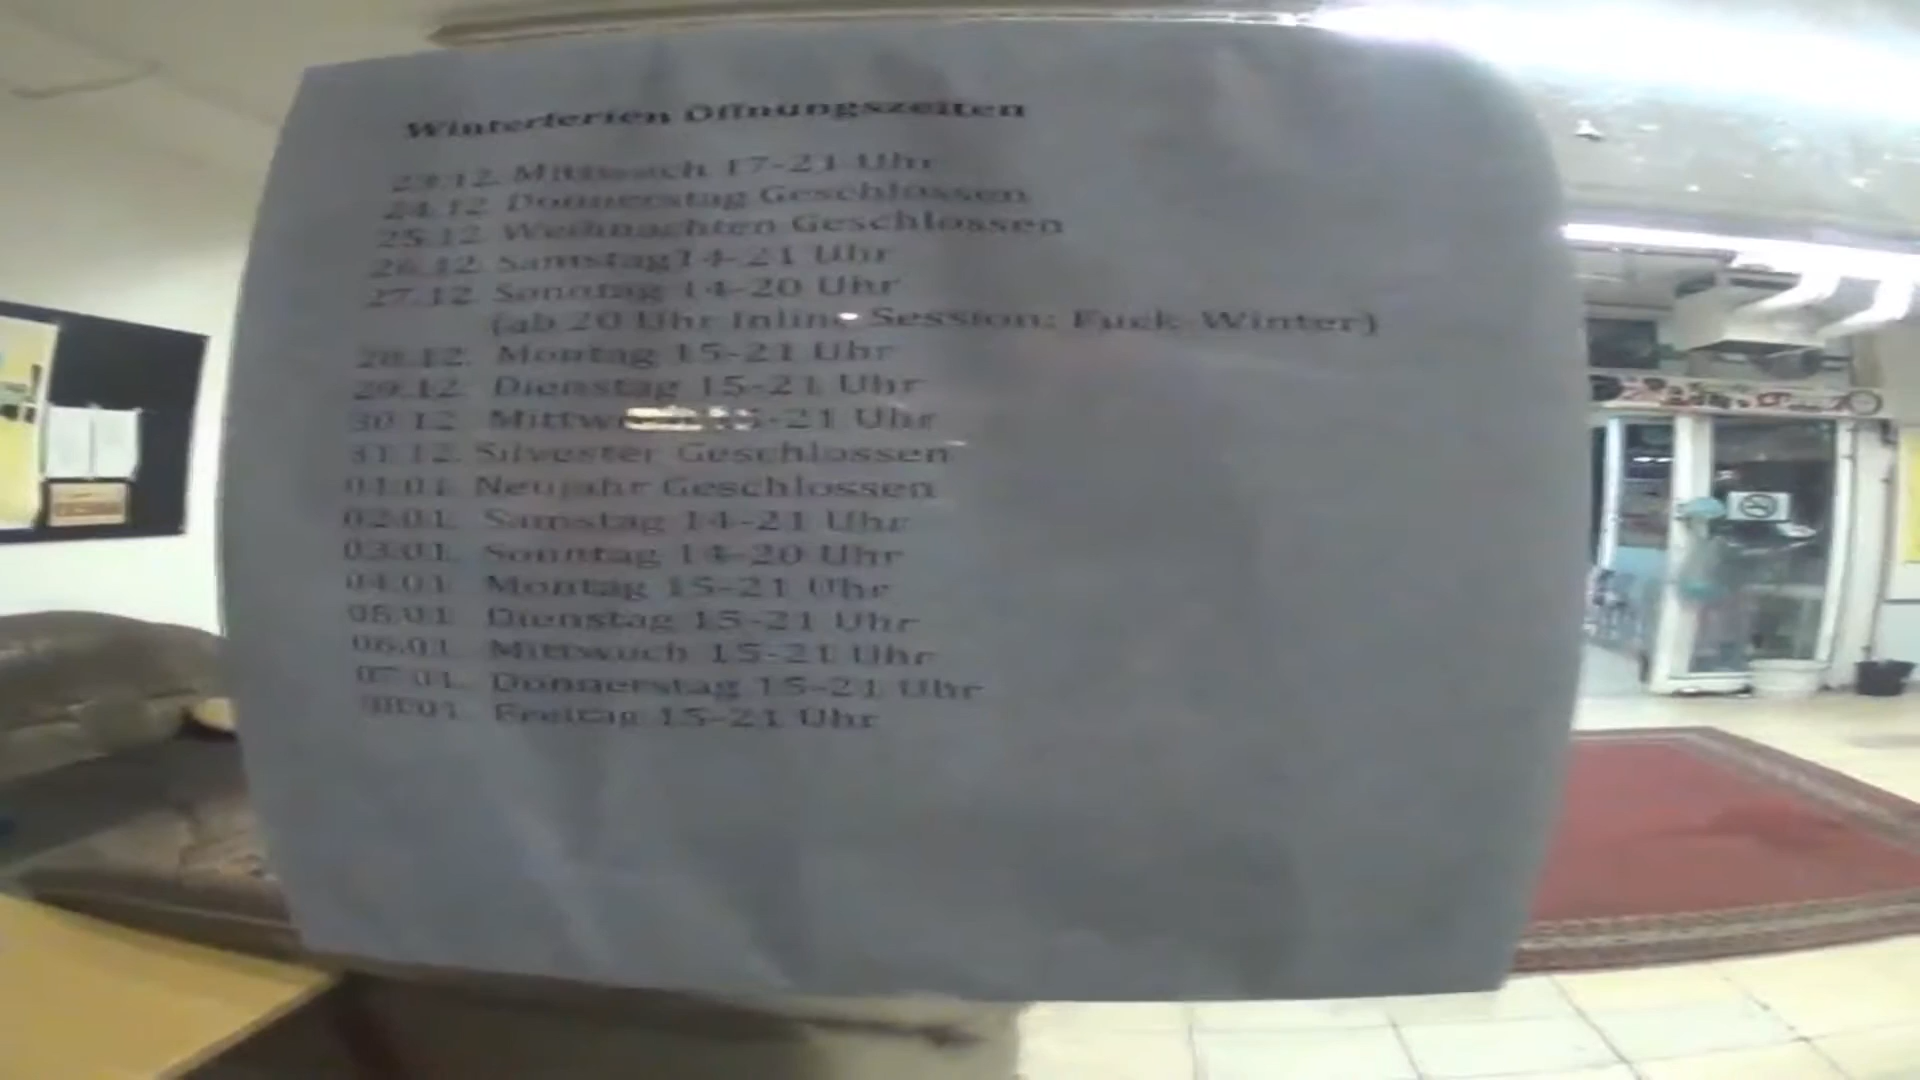 Winterferien Öffnungszeiten
23.12. Mittwoch 17-21 Uhr
24.12. Donnerstag Geschlossen
25.12. Weihnachten Geschlossen
26.12. Samstag 14-21 Uhr
27.12. Sonntag 14-20 Uhr
(ab 20 Uhr Inline Session: Fuck Winter)
28.12. Montag 15-21 Uhr
29.12. Dienstag 15-21 Uhr
30.12. Mittwoch 15-21 Uhr
31.12. Silvester Geschlossen
01.01. Neujahr Geschlossen
02.01. Samstag 14-21 Uhr
03.01. Sonntag 14-20 Uhr
04.01. Montag 15-21 Uhr
05.01. Dienstag 15-21 Uhr
06.01. Mittwoch 15-21 Uhr
07.01. Donnerstag 15-21 Uhr
08.01. Freitag 15-21 Uhr